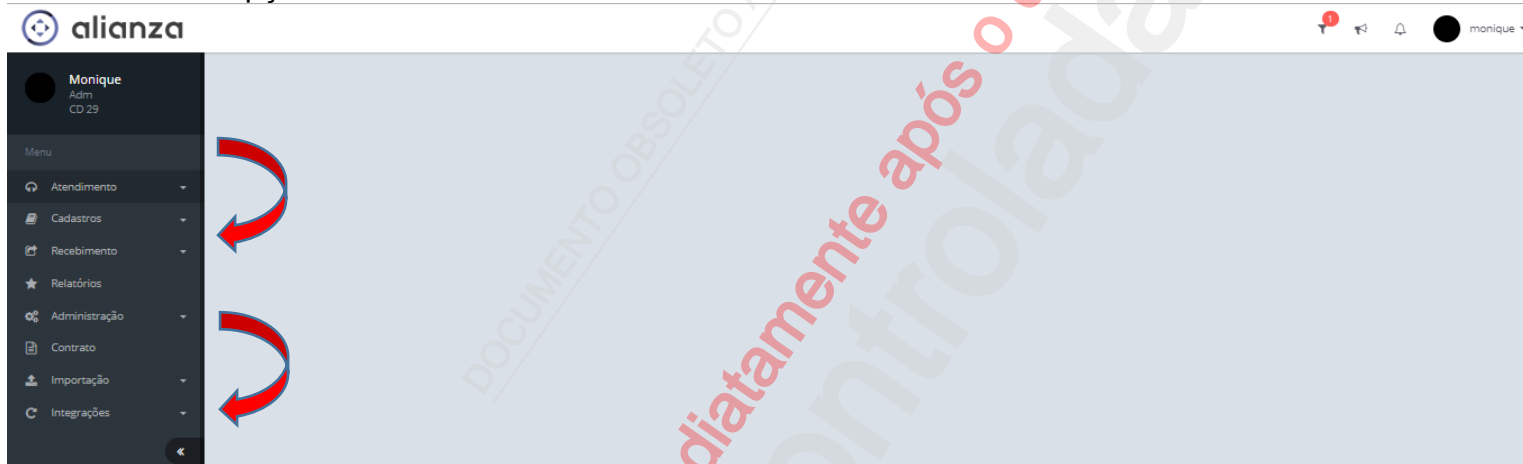 alianza
1
monique
Monique
Adm
CD 29
Menu
Atendimento
Cadastros
Recebimento
Relatórios
Administração
Contrato
Importação
Integrações
DOCUMENTO OBSOLETO
diatamente após o
ontrolada